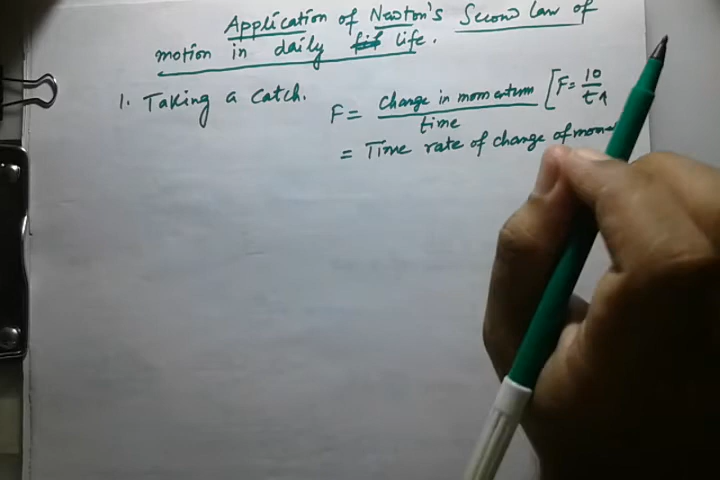 Application of Newton's Second law of
motion in daily life.
1. Taking a catch.
F = Change in momentum / time [F = 10 / t
= Time rate of change of